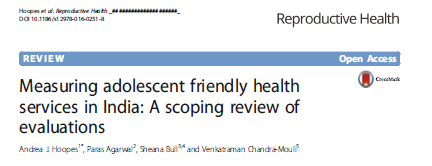 Hoopes et al. Reproductive Health _####################_
DOI 10.1186/s12978-016-0251-8
Reproductive Health
REVIEW
Open Access
CrossMark
Measuring adolescent friendly health
services in India: A scoping review of
evaluations
Andrea J. Hoopes1*, Paras Agarwal2, Sheana Bull3,4 and Venkatraman Chandra-Mouli5